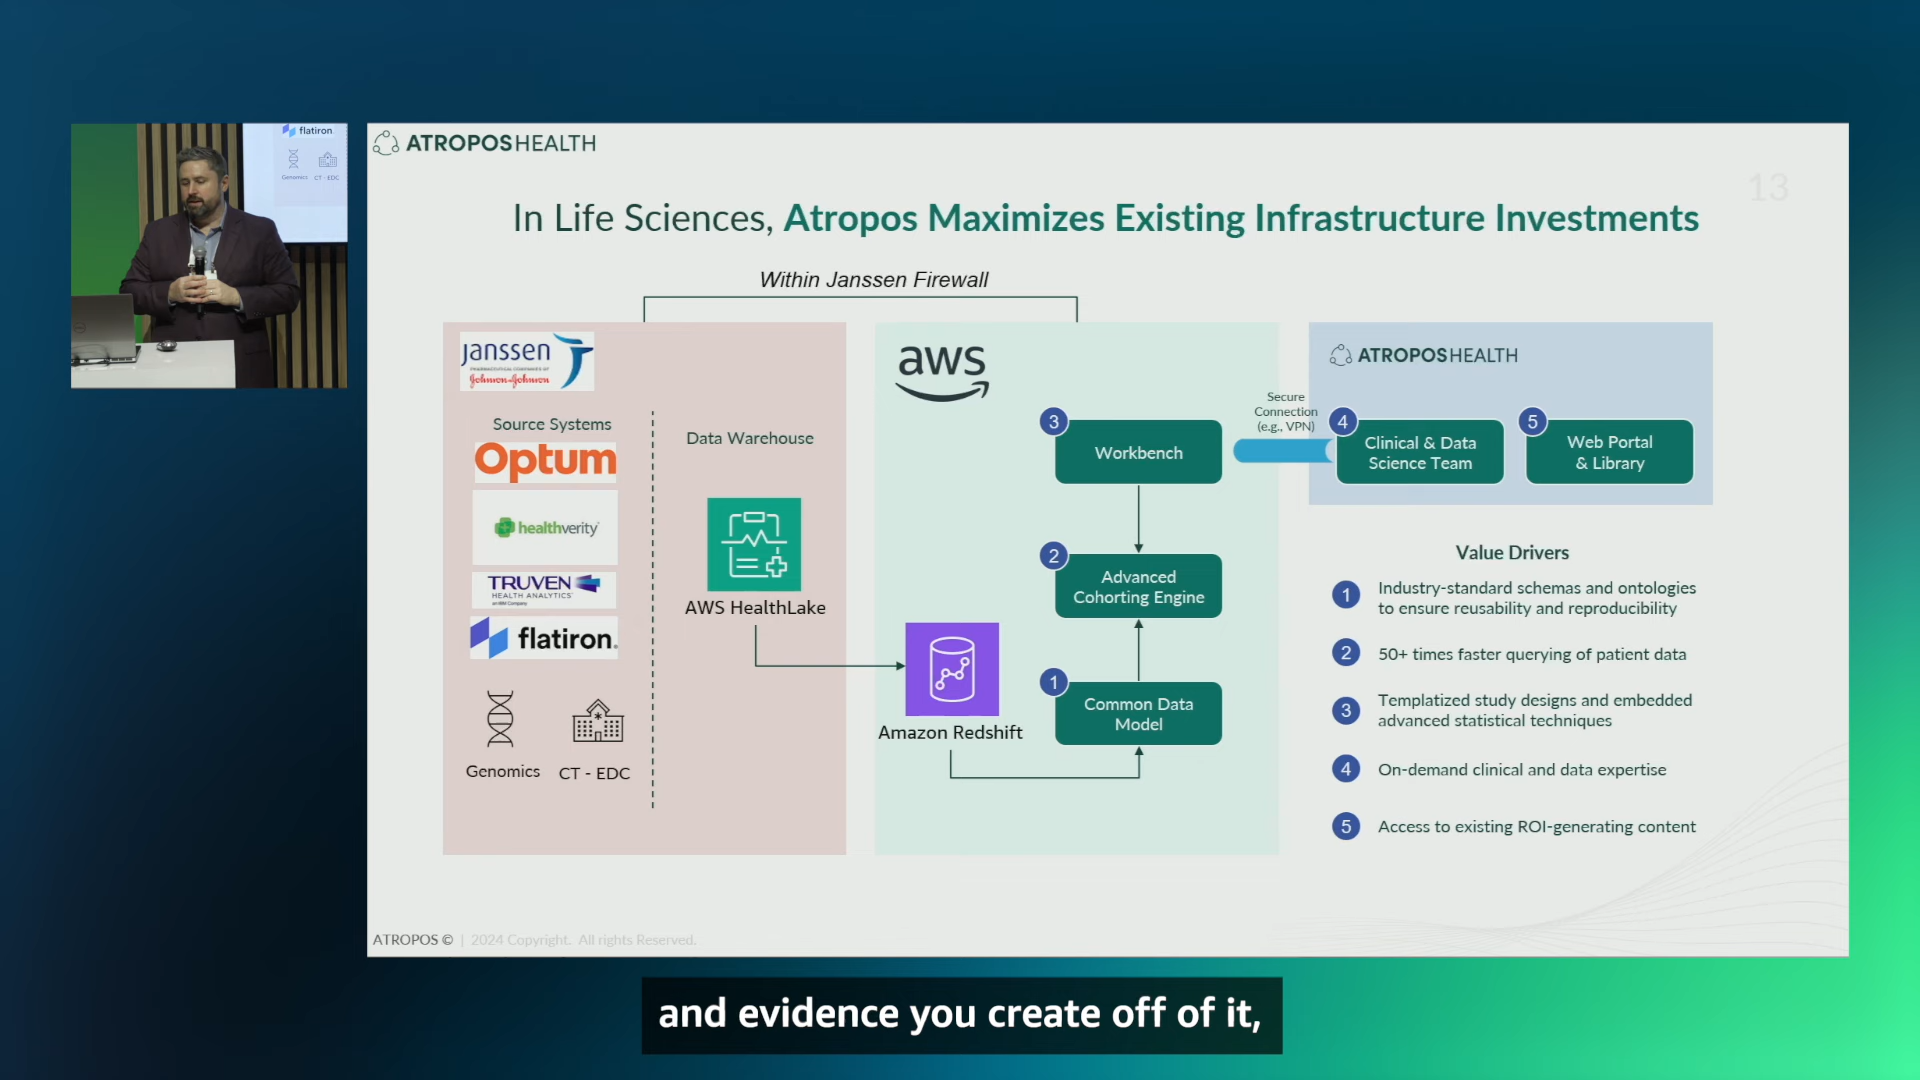 flatiron
Genomics CT - EDC
ATROPOSHEALTH
13
In Life Sciences, Atropos Maximizes Existing Infrastructure Investments
Within Janssen Firewall
Janssen
PHARMACEUTICAL COMPANIES OF
Johnson & Johnson
Source Systems
Optum
healthverity
TRUVEN
HEALTH ANALYTICS
an IBM Company
flatiron.
Genomics
CT - EDC
Data Warehouse
AWS HealthLake
aws
Amazon Redshift
3
Workbench
2
Advanced
Cohorting Engine
1
Common Data
Model
Secure
Connection
(e.g., VPN)
ATROPOSHEALTH
4
Clinical & Data
Science Team
5
Web Portal
& Library
Value Drivers
1 Industry-standard schemas and ontologies
to ensure reusability and reproducibility
2 50+ times faster querying of patient data
3 Templatized study designs and embedded
advanced statistical techniques
4 On-demand clinical and data expertise
5 Access to existing ROI-generating content
ATROPOS © | 2024 Copyright. All rights Reserved.
and evidence you create off of it,